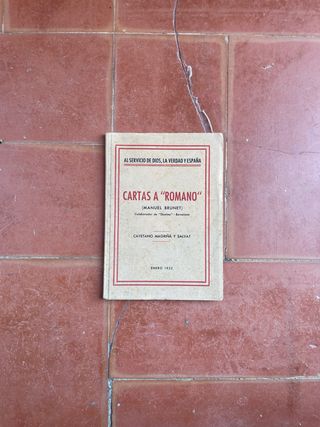 AL SERVICIO DE DIOS, LA VERDAD Y ESPAÑA
CARTAS A "ROMANO"
(MANUEL BRUNET)
Colaborador de "Destino" - Barcelona
CAYETANO MAGRIÑÁ Y SALVAT
ENERO 1952